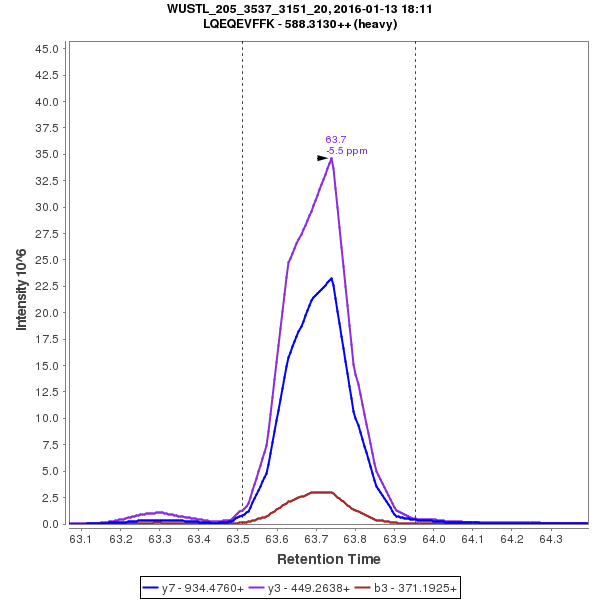 WUSTL_205_3537_3151_20, 2016-01-13 18:11
LQEQEVFFK - 588.3130++ (heavy)
45.0
42.5
40.0
37.5
35.0
32.5
30.0
27.5
25.0
22.5
20.0
17.5
15.0
12.5
10.0
7.5
5.0
2.5
0.0
Intensity 10^6
63.7
-5.5 ppm
63.1 63.2 63.3 63.4 63.5 63.6 63.7 63.8 63.9 64.0 64.1 64.2 64.3
Retention Time
y7 - 934.4760+ y3 - 449.2638+ b3 - 371.1925+